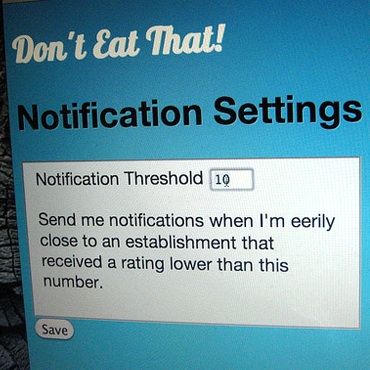 Don't Eat That!
Notification Settings
Notification Threshold 10
Send me notifications when I'm eerily
close to an establishment that
received a rating lower than this
number.
Save